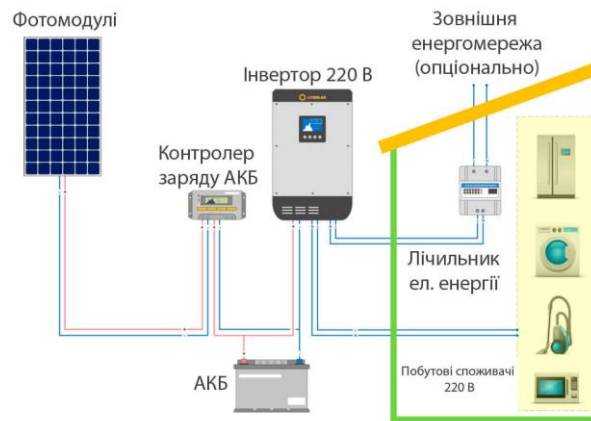 Фотомодулі
Зовнішня
енергомережа
(опціонально)
Інвертор 220 В
Контролер
заряду АКБ
Лічильник
ел. енергії
АКБ
Побутові споживачі
220 В